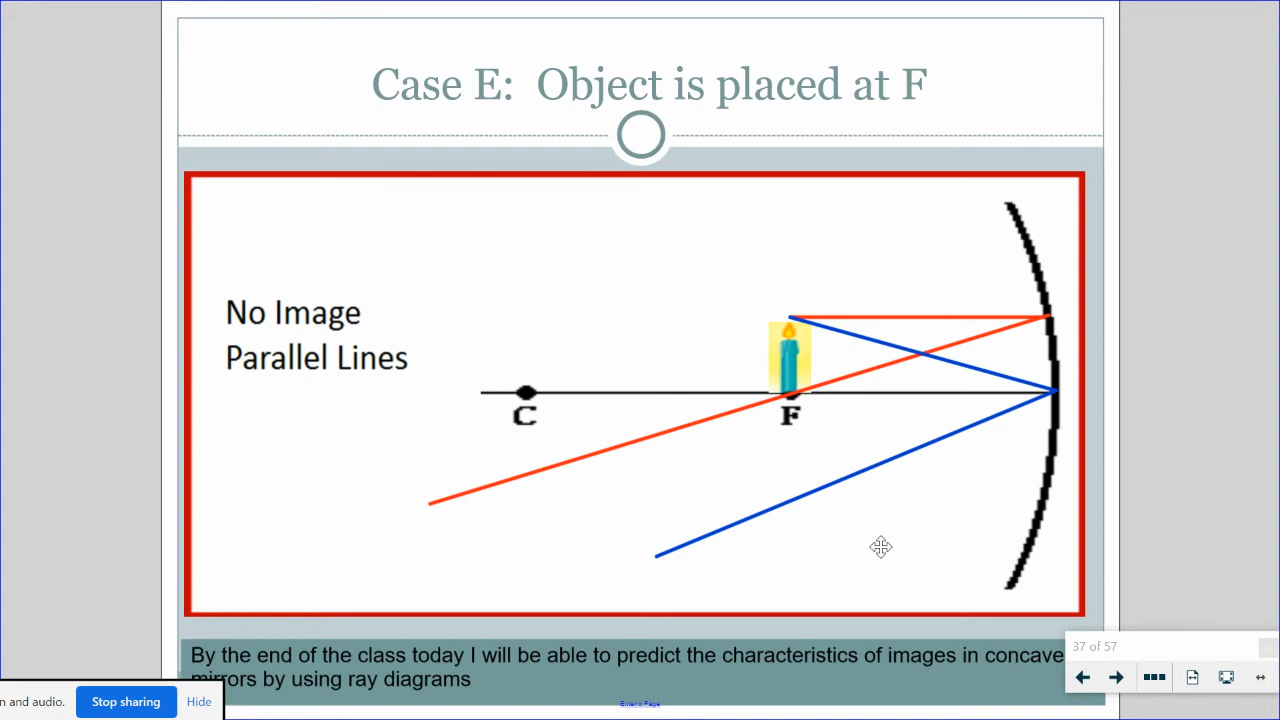 Case E: Object is placed at F
No Image
Parallel Lines
C
F
By the end of the class today I will be able to predict the characteristics of images in concave
mirrors by using ray diagrams
37 of 57
n and audio.
Stop sharing
Hide
Extend Page